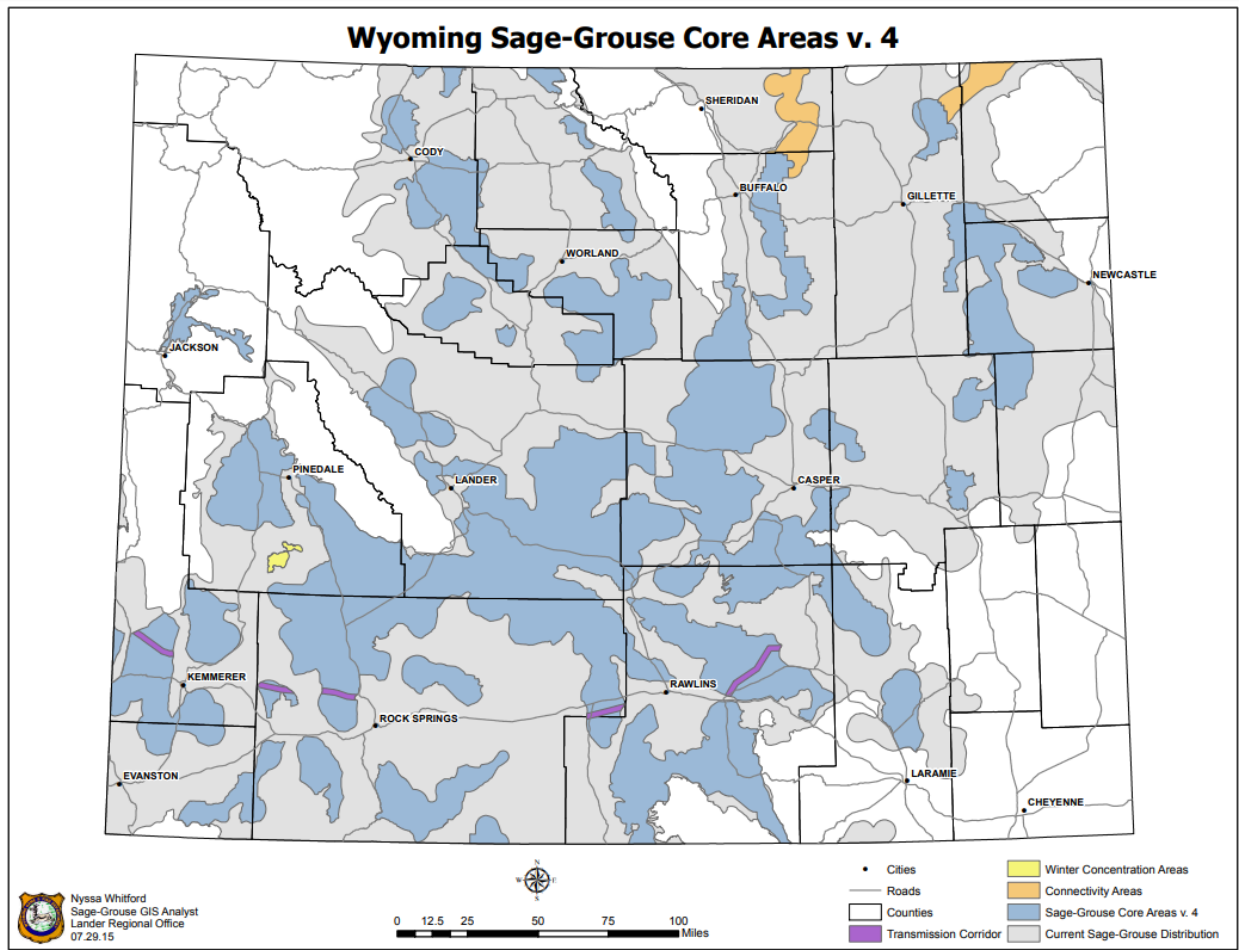 Wyoming Sage-Grouse Core Areas v. 4
SHERIDAN
CODY
BUFFALO
GILLETTE
WORLAND
NEWCASTLE
JACKSON
PINEDALE
LANDER
CASPER
KEMMERER
RAWLINS
ROCK SPRINGS
EVANSTON
LARAMIE
CHEYENNE
Nyssa Whitford
Sage-Grouse GIS Analyst
Lander Regional Office
07.29.15
N
W
E
S
0 12.5 25 50 75 100
Miles
Cities
Roads
Counties
Transmission Corridor
Winter Concentration Areas
Connectivity Areas
Sage-Grouse Core Areas v. 4
Current Sage-Grouse Distribution